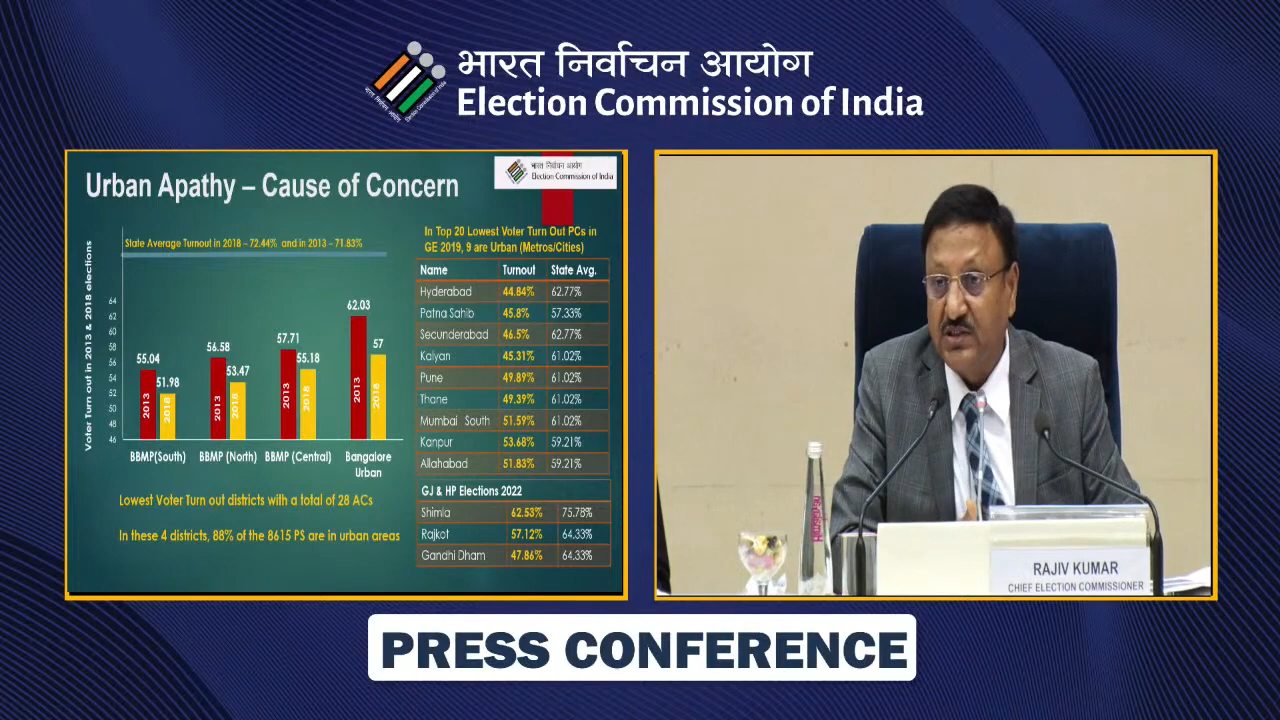 भारत निर्वाचन आयोग
Election Commission of India
भारत निर्वाचन आयोग
Election Commission of India
Urban Apathy – Cause of Concern
Voter Turn out in 2013 & 2018 elections
State Average Turnout in 2018 – 72.44% and in 2013 – 71.83%
64
62
60
58
56
54
52
50
48
46
55.04
51.98
56.58
53.47
57.71
55.18
62.03
57
2013
2018
2013
2018
2013
2018
2013
2018
BBMP(South)
BBMP (North)
BBMP (Central)
Bangalore
Urban
Lowest Voter Turn out districts with a total of 28 ACs
In these 4 districts, 88% of the 8615 PS are in urban areas
In Top 20 Lowest Voter Turn Out PCs in
GE 2019, 9 are Urban (Metros/Cities)
Name Turnout State Avg.
Hyderabad 44.84% 62.77%
Patna Sahib 45.8% 57.33%
Secunderabad 46.5% 62.77%
Kalyan 45.31% 61.02%
Pune 49.89% 61.02%
Thane 49.39% 61.02%
Mumbai South 51.59% 61.02%
Kanpur 53.68% 59.21%
Allahabad 51.83% 59.21%
GJ & HP Elections 2022
Shimla 62.53% 75.78%
Rajkot 57.12% 64.33%
Gandhi Dham 47.86% 64.33%
RAJIV KUMAR
CHIEF ELECTION COMMISSIONER
PRESS CONFERENCE